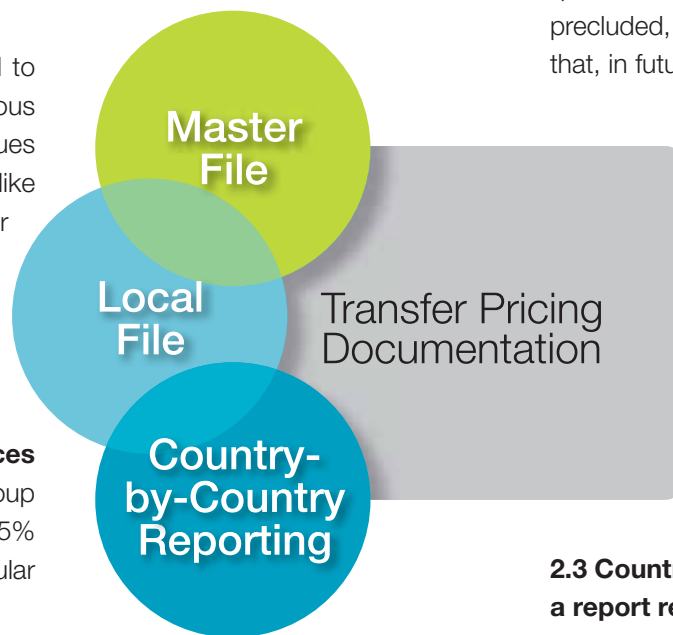 to
ous
ues
like
r
ces
oup
5%
ular
Master
File
Local
File
Country-
by-Country
Reporting
Transfer Pricing
Documentation
precluded,
that, in futu
2.3 Count
a report re